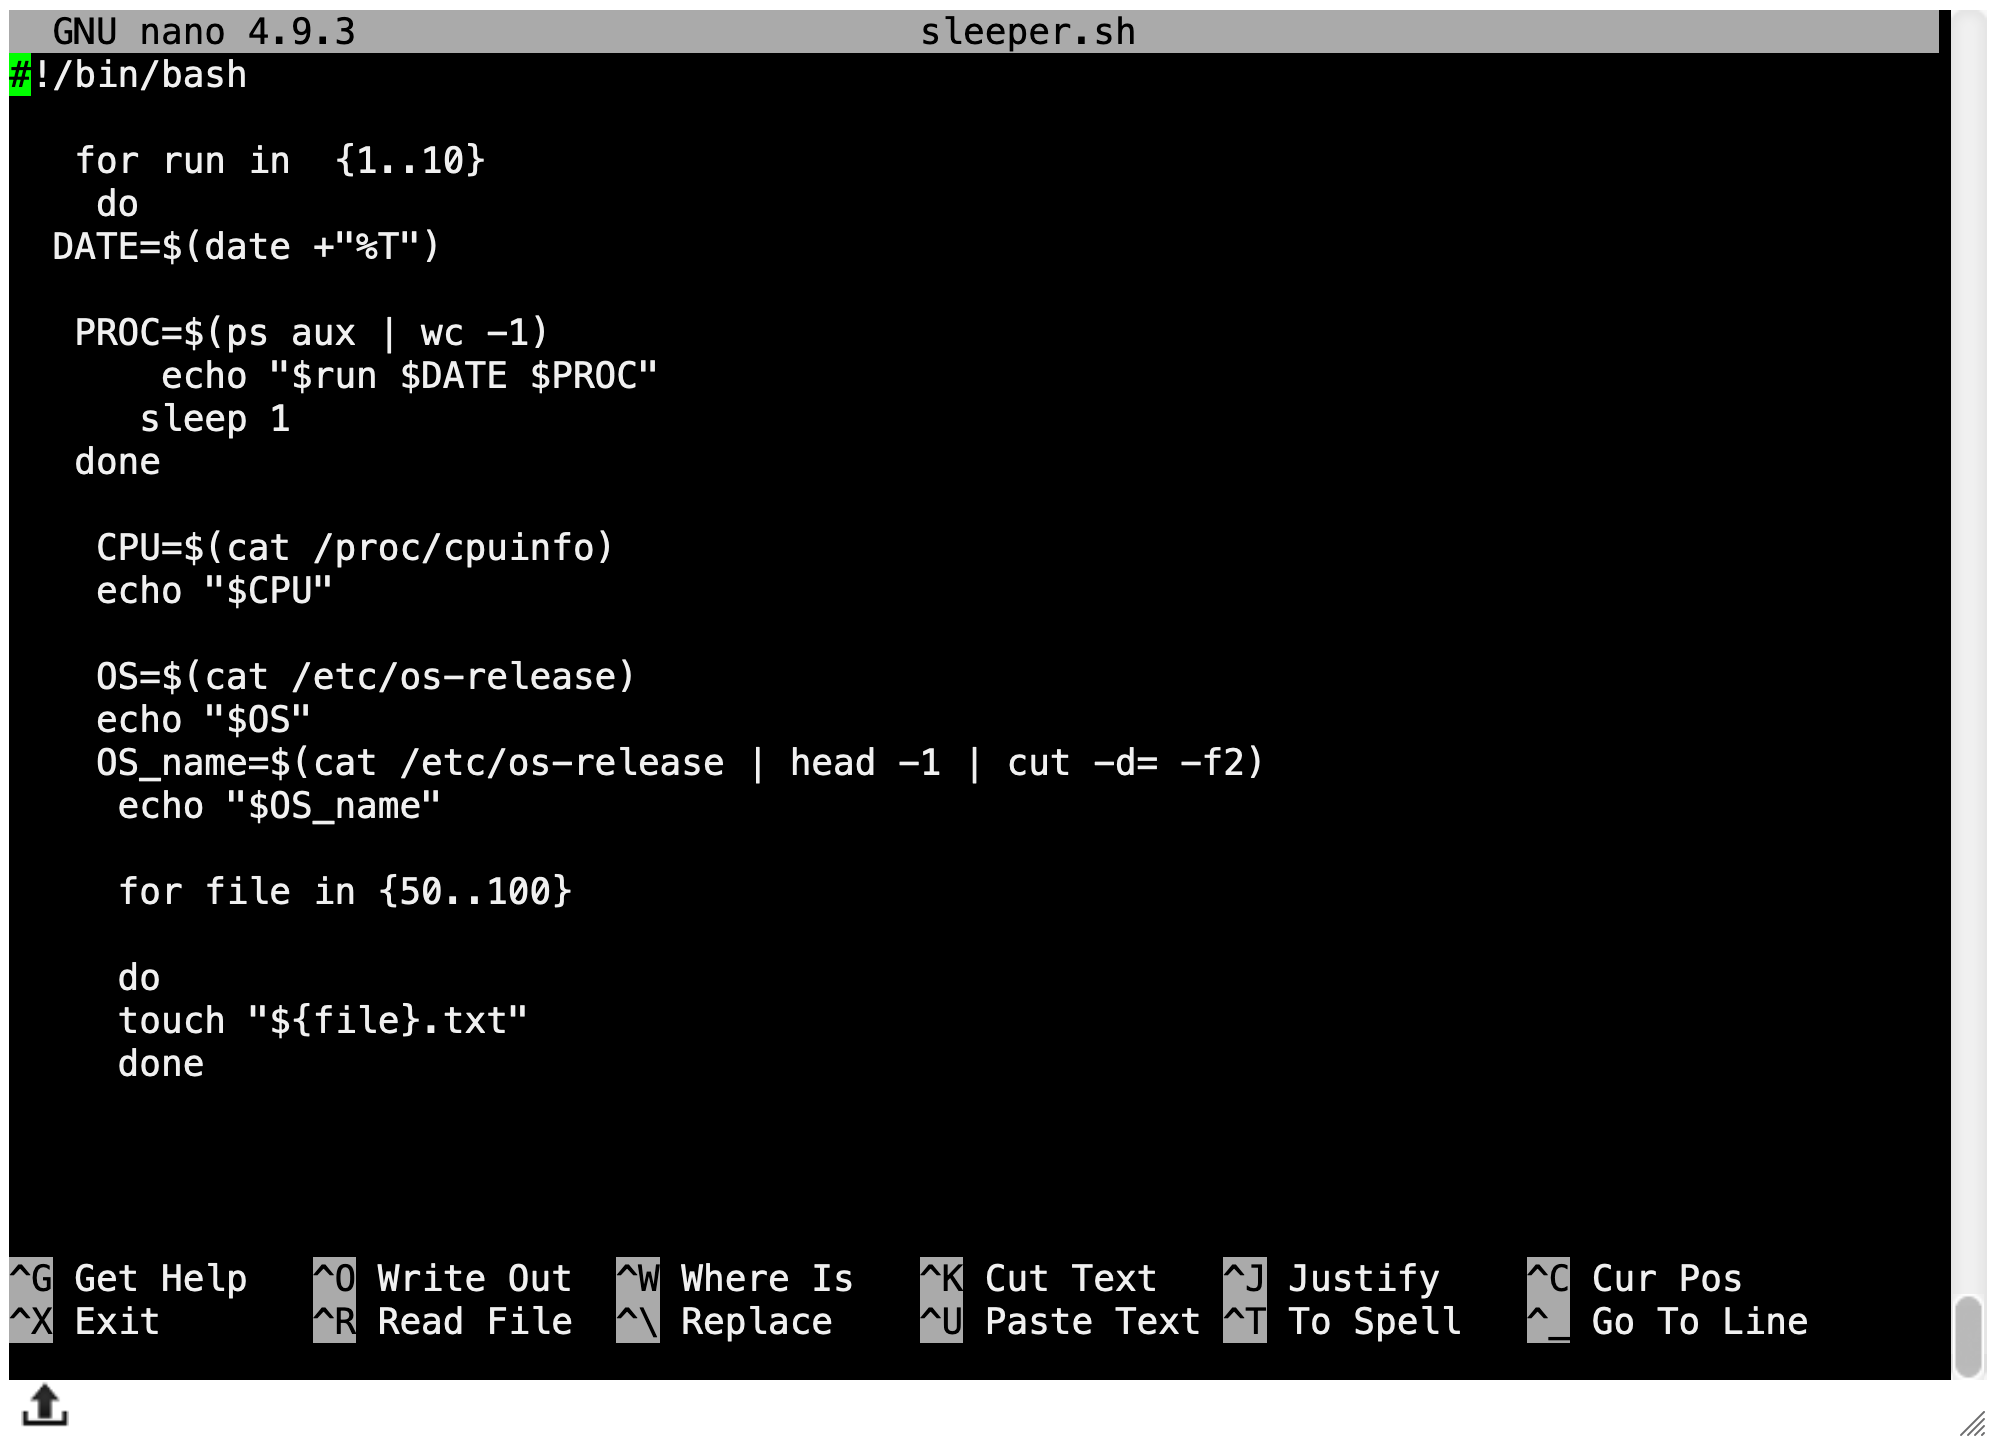 GNU nano 4.9.3 sleeper.sh
#!/bin/bash
for run in  {1..10}
do
DATE=$(date +"%T")
PROC=$(ps aux | wc -1)
echo "$run $DATE $PROC"
sleep 1
done
CPU=$(cat /proc/cpuinfo)
echo "$CPU"
OS=$(cat /etc/os-release)
echo "$OS"
OS_name=$(cat /etc/os-release | head -1 | cut -d= -f2)
echo "$OS_name"
for file in {50..100}
do
touch "${file}.txt"
done
^G Get Help ^O Write Out ^W Where Is ^K Cut Text ^J Justify ^C Cur Pos
^X Exit ^R Read File ^\ Replace ^U Paste Text ^T To Spell ^_ Go To Line